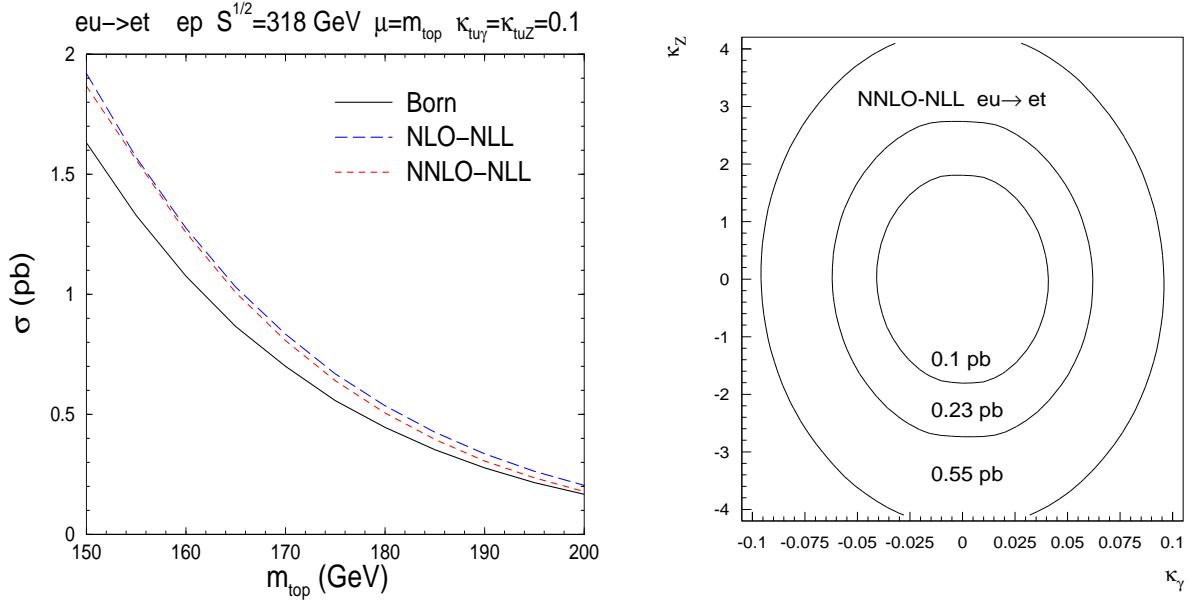 eu–>et ep S^1/2=318 GeV μ=m_top κ_tuγ=κ_tuZ=0.1
2
1.5
1
0.5
0
σ (pb)
Born
NLO–NLL
NNLO–NLL
150 160 170 180 190 200
m_top (GeV)
κ_Z
4
3
2
1
0
-1
-2
-3
-4
NNLO-NLL eu→ et
0.1 pb
0.23 pb
0.55 pb
-0.1 -0.075 -0.05 -0.025 0 0.025 0.05 0.075 0.1
κ_γ